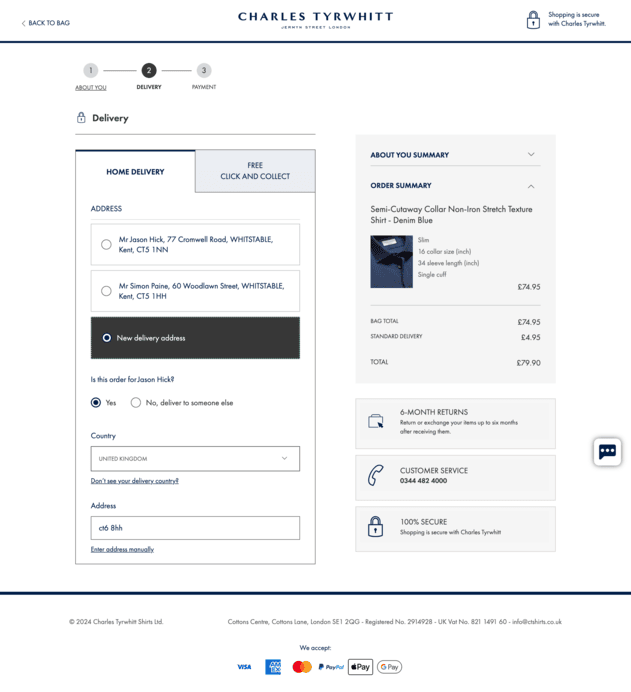 BACK TO BAG
CHARLES TYRWHITT
JERMYN STREET LONDON
Shopping is secure
with Charles Tyrwhitt.
1
2
3
ABOUT YOU
DELIVERY
PAYMENT
Delivery
HOME DELIVERY
FREE
CLICK AND COLLECT
ADDRESS
Mr Jason Hick, 77 Cromwell Road, WHITSTABLE,
Kent, CT5 1NN
Mr Simon Paine, 60 Woodlawn Street, WHITSTABLE,
Kent, CT5 1HH
New delivery address
Is this order for Jason Hick?
Yes
No, deliver to someone else
Country
UNITED KINGDOM
Don't see your delivery country?
Address
ct6 8hh
Enter address manually
ABOUT YOU SUMMARY
ORDER SUMMARY
Semi-Cutaway Collar Non-Iron Stretch Texture
Shirt - Denim Blue
Slim
16 collar size (inch)
34 sleeve length (inch)
Single cuff
£74.95
BAG TOTAL £74.95
STANDARD DELIVERY £4.95
TOTAL £79.90
6-MONTH RETURNS
Return or exchange your items up to six months
after receiving them.
CUSTOMER SERVICE
0344 482 4000
100% SECURE
Shopping is secure with Charles Tyrwhitt
© 2024 Charles Tyrwhitt Shirts Ltd.
Cottons Centre, Cottons Lane, London SE1 2QG - Registered No. 2914928 - UK Vat No. 821 1491 60 - info@ctshirts.co.uk
We accept:
VISA
AM
EX
PayPal
Pay
G Pay